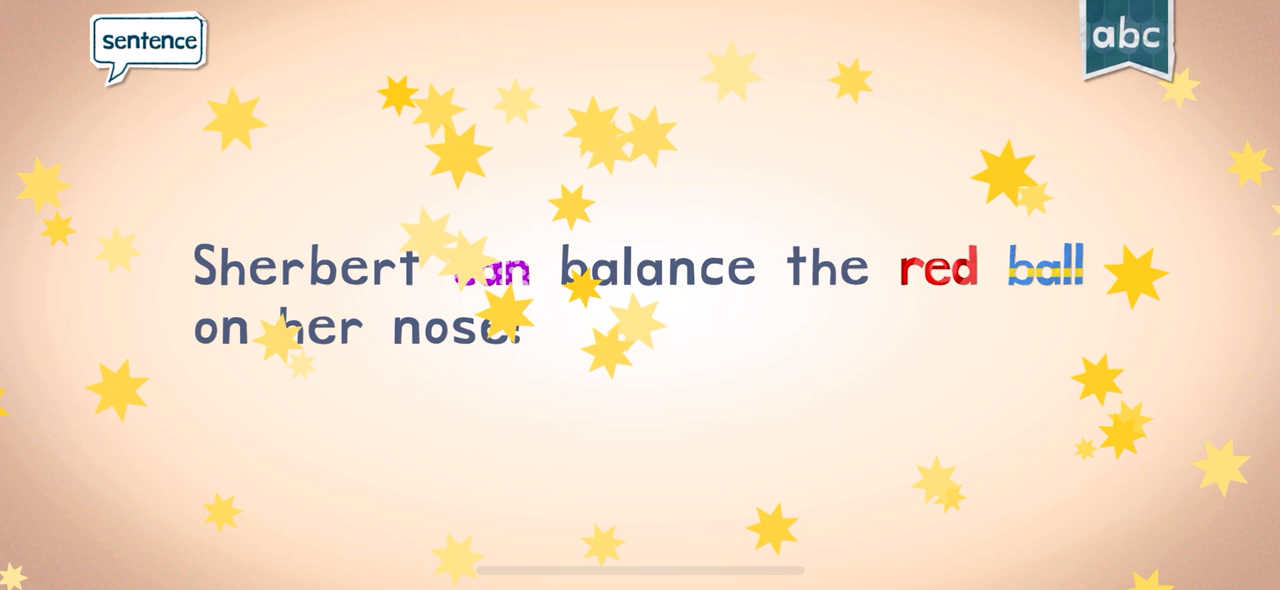 sentence
abc
Sherbert can balance the red ball
on her nose!